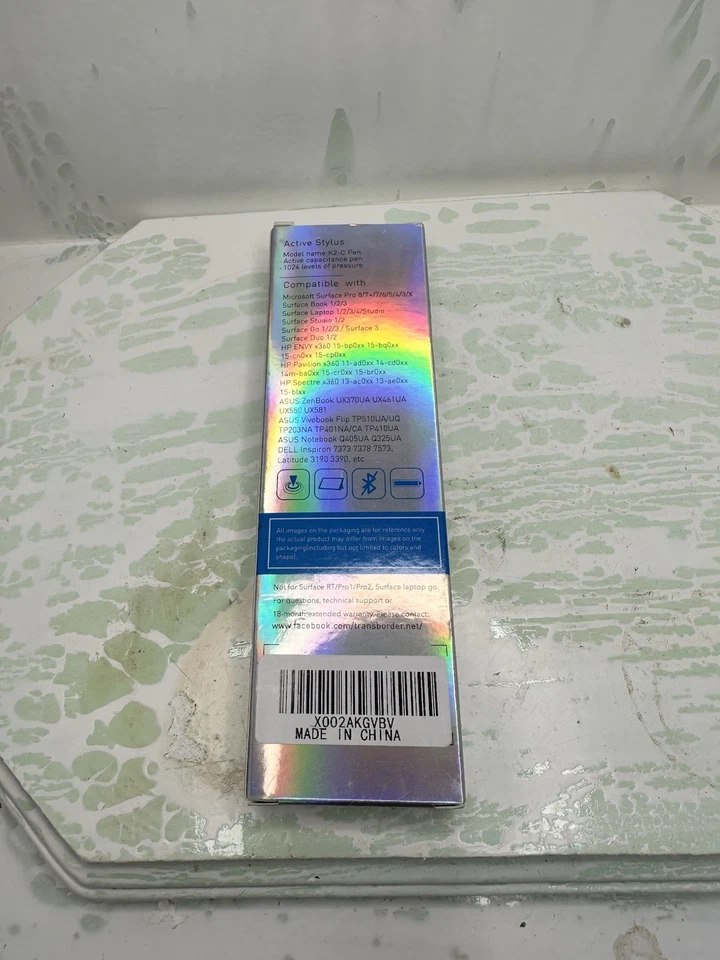 Active Stylus
Model name:K2-C Pen
·Active capacitance pen
·1024 levels of pressure
Compatible with
Microsoft Surface Pro 8/7+/7/6/5/4/3/X
Surface Book 1/2/3
Surface Laptop 1/2/3/4/Studio
Surface Studio 1/2
Surface Go 1/2/3 / Surface 3
Surface Duo 1/2
HP ENVY x360 15-bp0xx 15-bq0xx
15-cn0xx 15-cp0xx
HP Pavilion x360 11-ad0xx 14-cd0xx
14m-ba0xx 15-cr0xx 15-br0xx
HP Spectre x360 13-ac0xx 13-ae0xx
15-blxx
ASUS ZenBook UX370UA UX461UA
UX550 UX581
ASUS Vivobook Flip TP510UA/UQ
TP203NA TP401NA/CA TP410UA
ASUS Notebook Q405UA Q325UA
DELL Inspiron 7373 7378 7573,
Latitude 3190 3390, etc.
All images on the packaging are for reference only
the actual product may differ from images on the
packaging(including but not limited to colors and
shape).
Not for Surface RT/Pro1/Pro2, Surface laptop go.
For questions, technical support or
18-month extended warranty. Please contact:
www.facebook.com/transborder.net/
X002AKGVBV
MADE IN CHINA